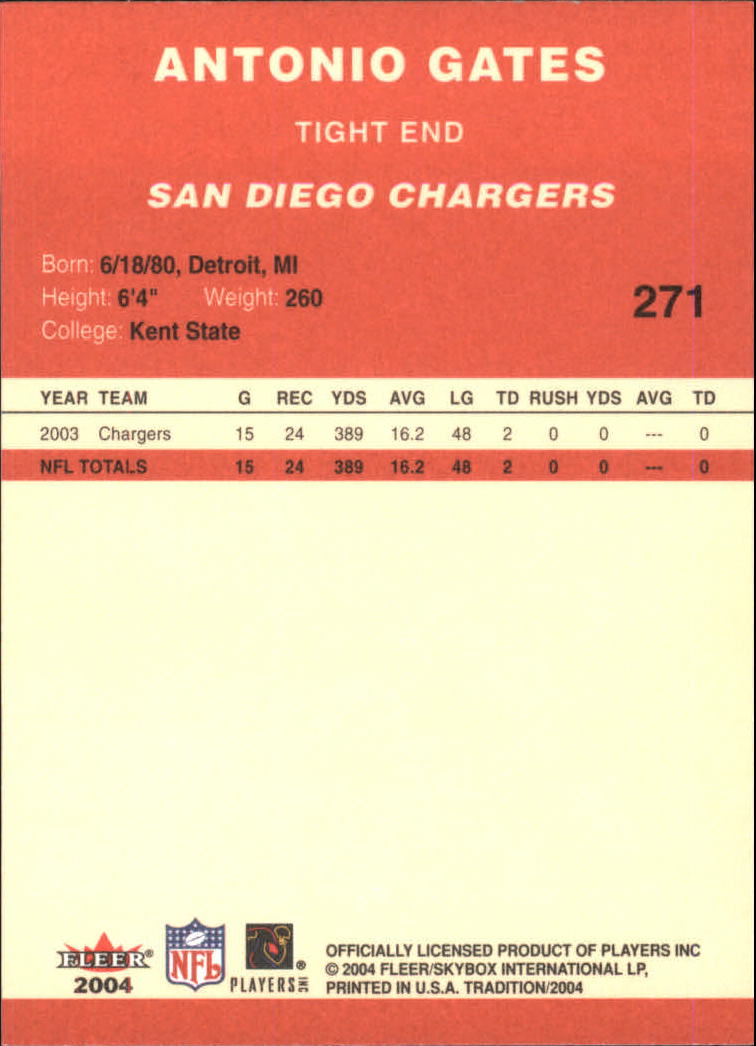 ANTONIO GATES
TIGHT END
SAN DIEGO CHARGERS
Born: 6/18/80, Detroit, MI
Height: 6'4" Weight: 260
271
College: Kent State
YEAR TEAM G REC YDS AVG LG TD RUSH YDS AVG TD
2003 Chargers 15 24 389 16.2 48 2 0 0 --- 0
NFL TOTALS 15 24 389 16.2 48 2 0 0 --- 0
FLEER®
2004
NFL
PLAYERS INC ®
OFFICIALLY LICENSED PRODUCT OF PLAYERS INC
© 2004 FLEER/SKYBOX INTERNATIONAL LP,
PRINTED IN U.S.A. TRADITION/2004